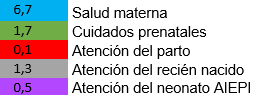 6,7 Salud materna
1,7 Cuidados prenatales
0,1 Atención del parto
1,3 Atención del recién nacido
0,5 Atención del neonato AIEPI